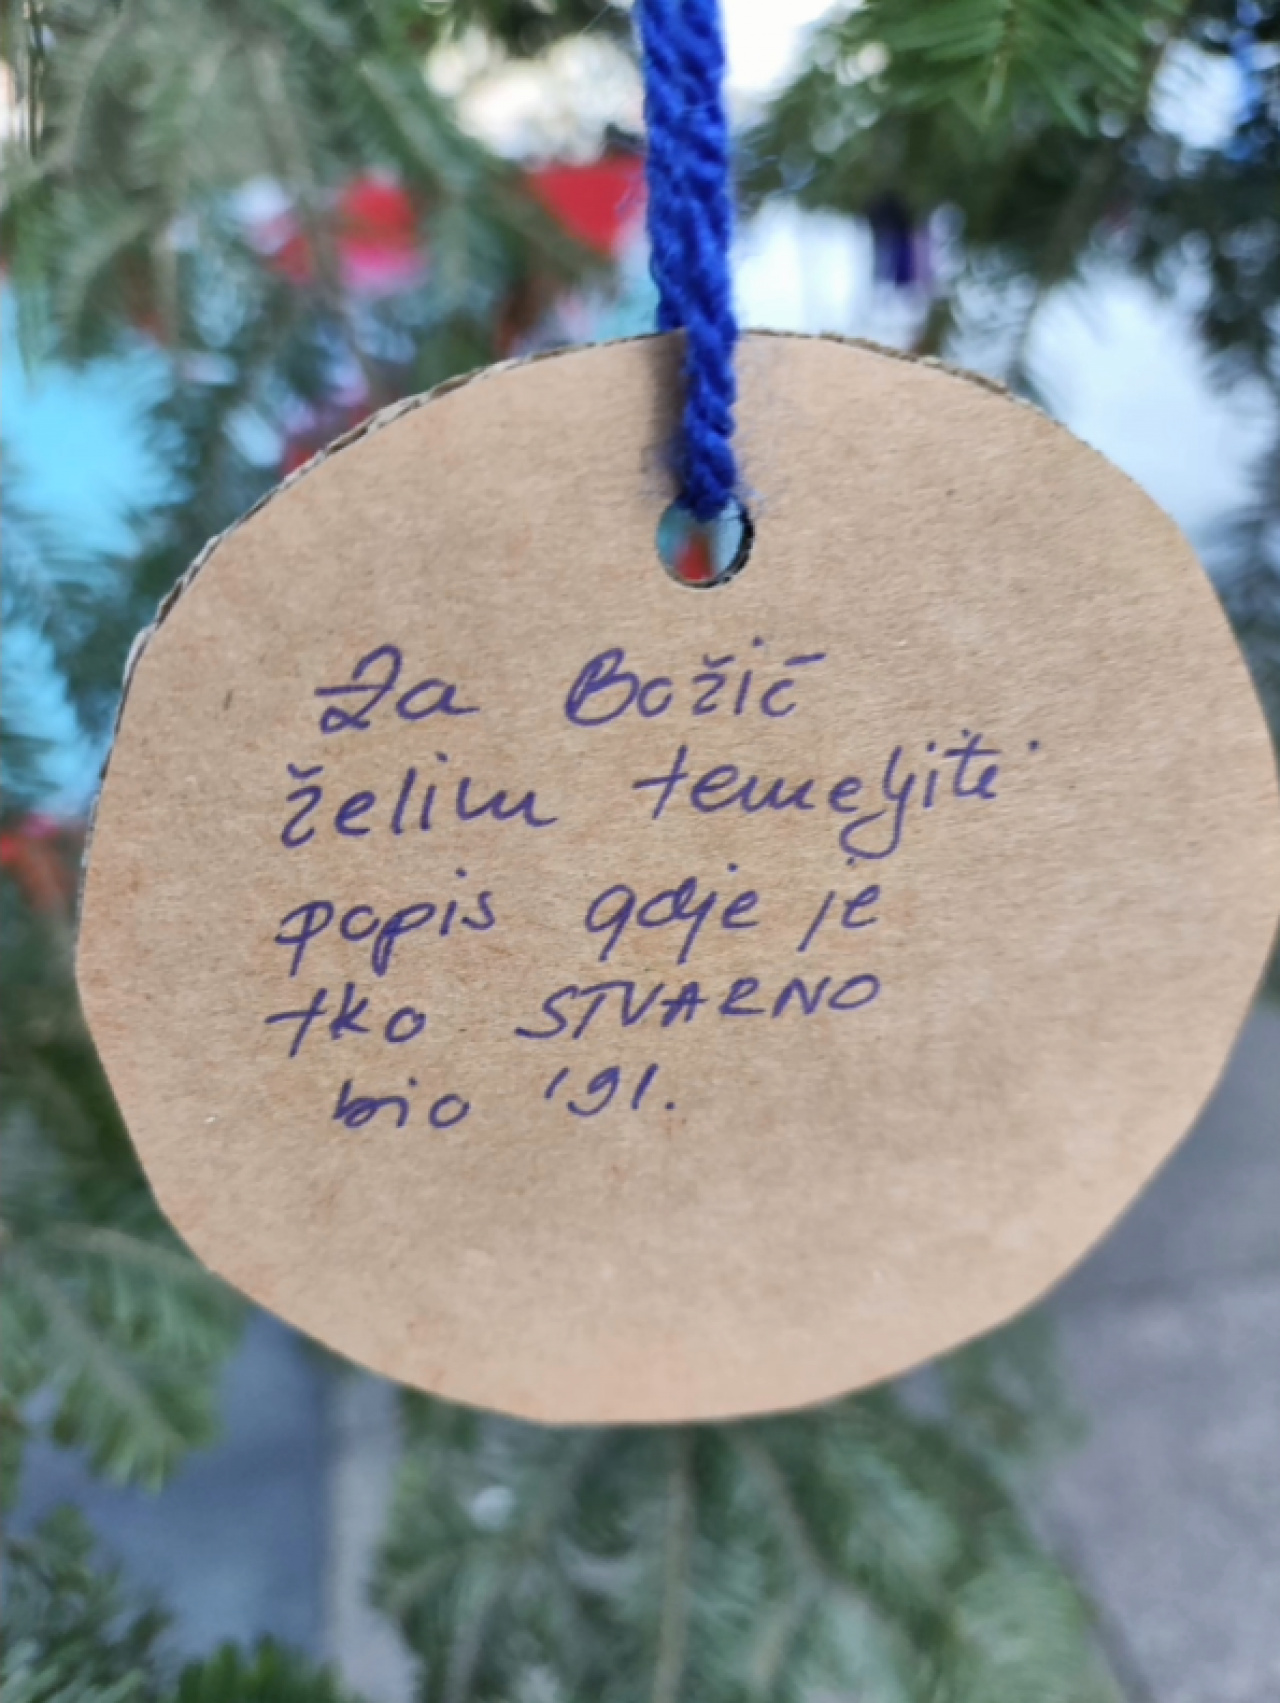 Za Božić
želim temeljiti
popis gdje je
tko STVARNO
bio '91.